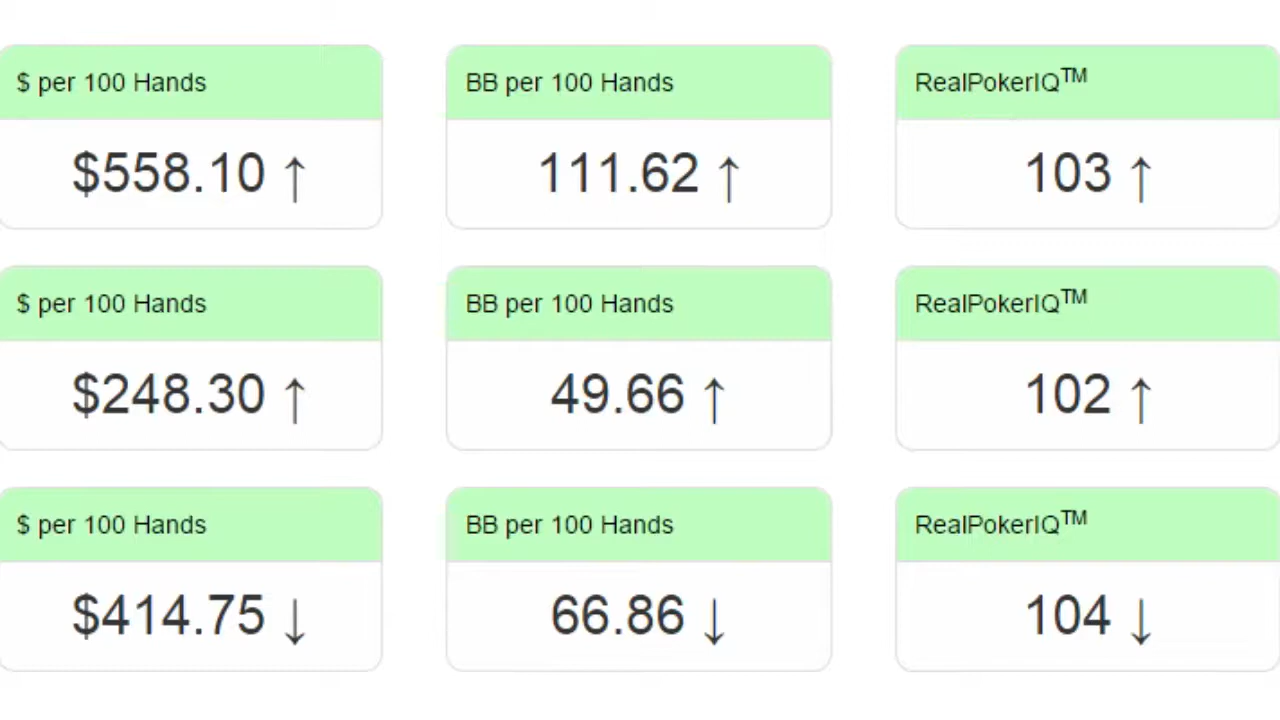 $ per 100 Hands
BB per 100 Hands
RealPokerIQ™
$558.10 ↑
111.62 ↑
103 ↑
$ per 100 Hands
BB per 100 Hands
RealPokerIQ™
$248.30 ↑
49.66 ↑
102 ↑
$ per 100 Hands
BB per 100 Hands
RealPokerIQ™
$414.75 ↓
66.86 ↓
104 ↓